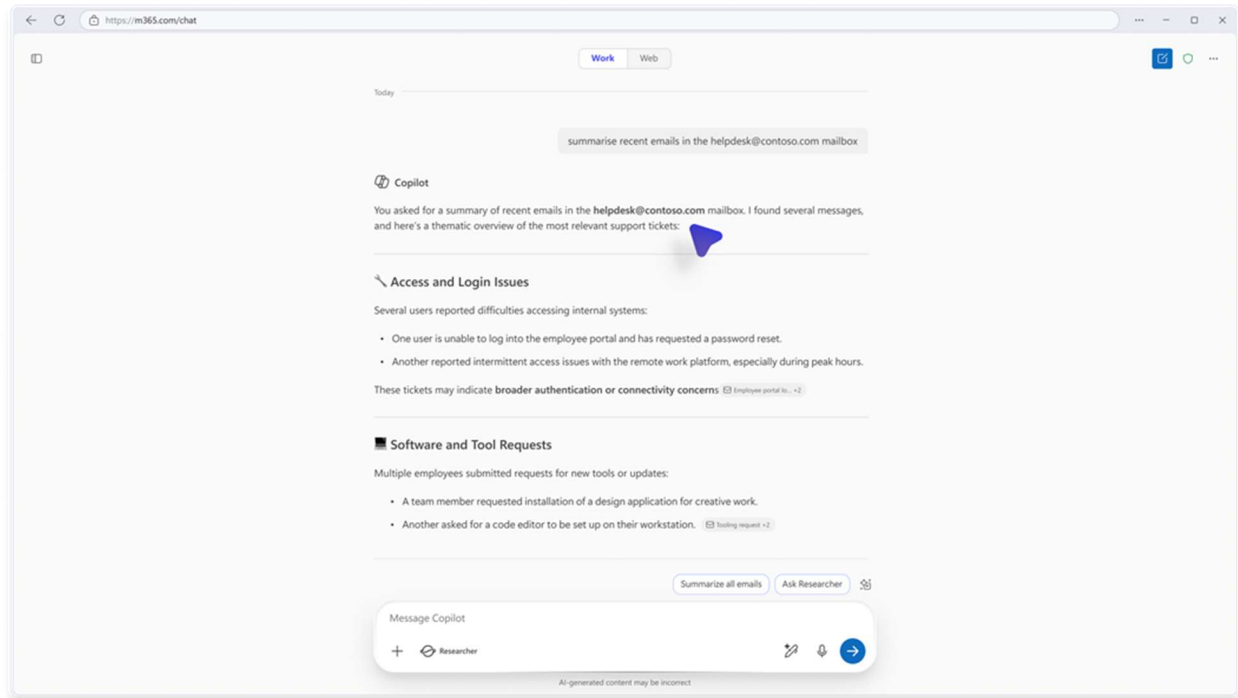 https://m365.com/chat
Work
Web
Today
summarise recent emails in the helpdesk@contoso.com mailbox
Copilot
You asked for a summary of recent emails in the helpdesk@contoso.com mailbox. I found several messages,
and here's a thematic overview of the most relevant support tickets:
Access and Login Issues
Several users reported difficulties accessing internal systems:
• One user is unable to log into the employee portal and has requested a password reset.
• Another reported intermittent access issues with the remote work platform, especially during peak hours.
These tickets may indicate broader authentication or connectivity concerns Employee portal lo... +2
Software and Tool Requests
Multiple employees submitted requests for new tools or updates:
• A team member requested installation of a design application for creative work.
• Another asked for a code editor to be set up on their workstation. Tooling request +2
Summarize all emails
Ask Researcher
Message Copilot
Researcher
AI-generated content may be incorrect